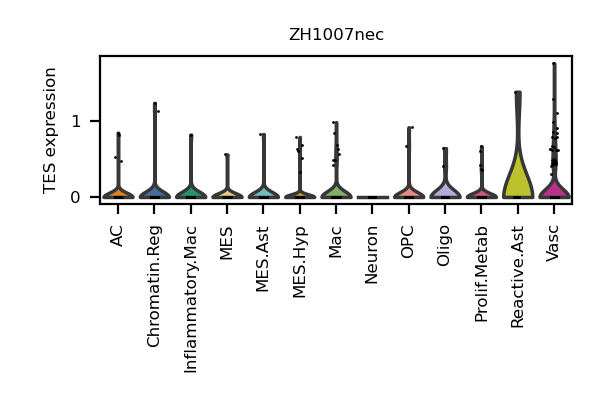 ZH1007nec
TES expression
1
0
AC
Chromatin.Reg
Inflammatory.Mac
MES
MES.Ast
MES.Hyp
Mac
Neuron
OPC
Oligo
Prolif.Metab
Reactive.Ast
Vasc